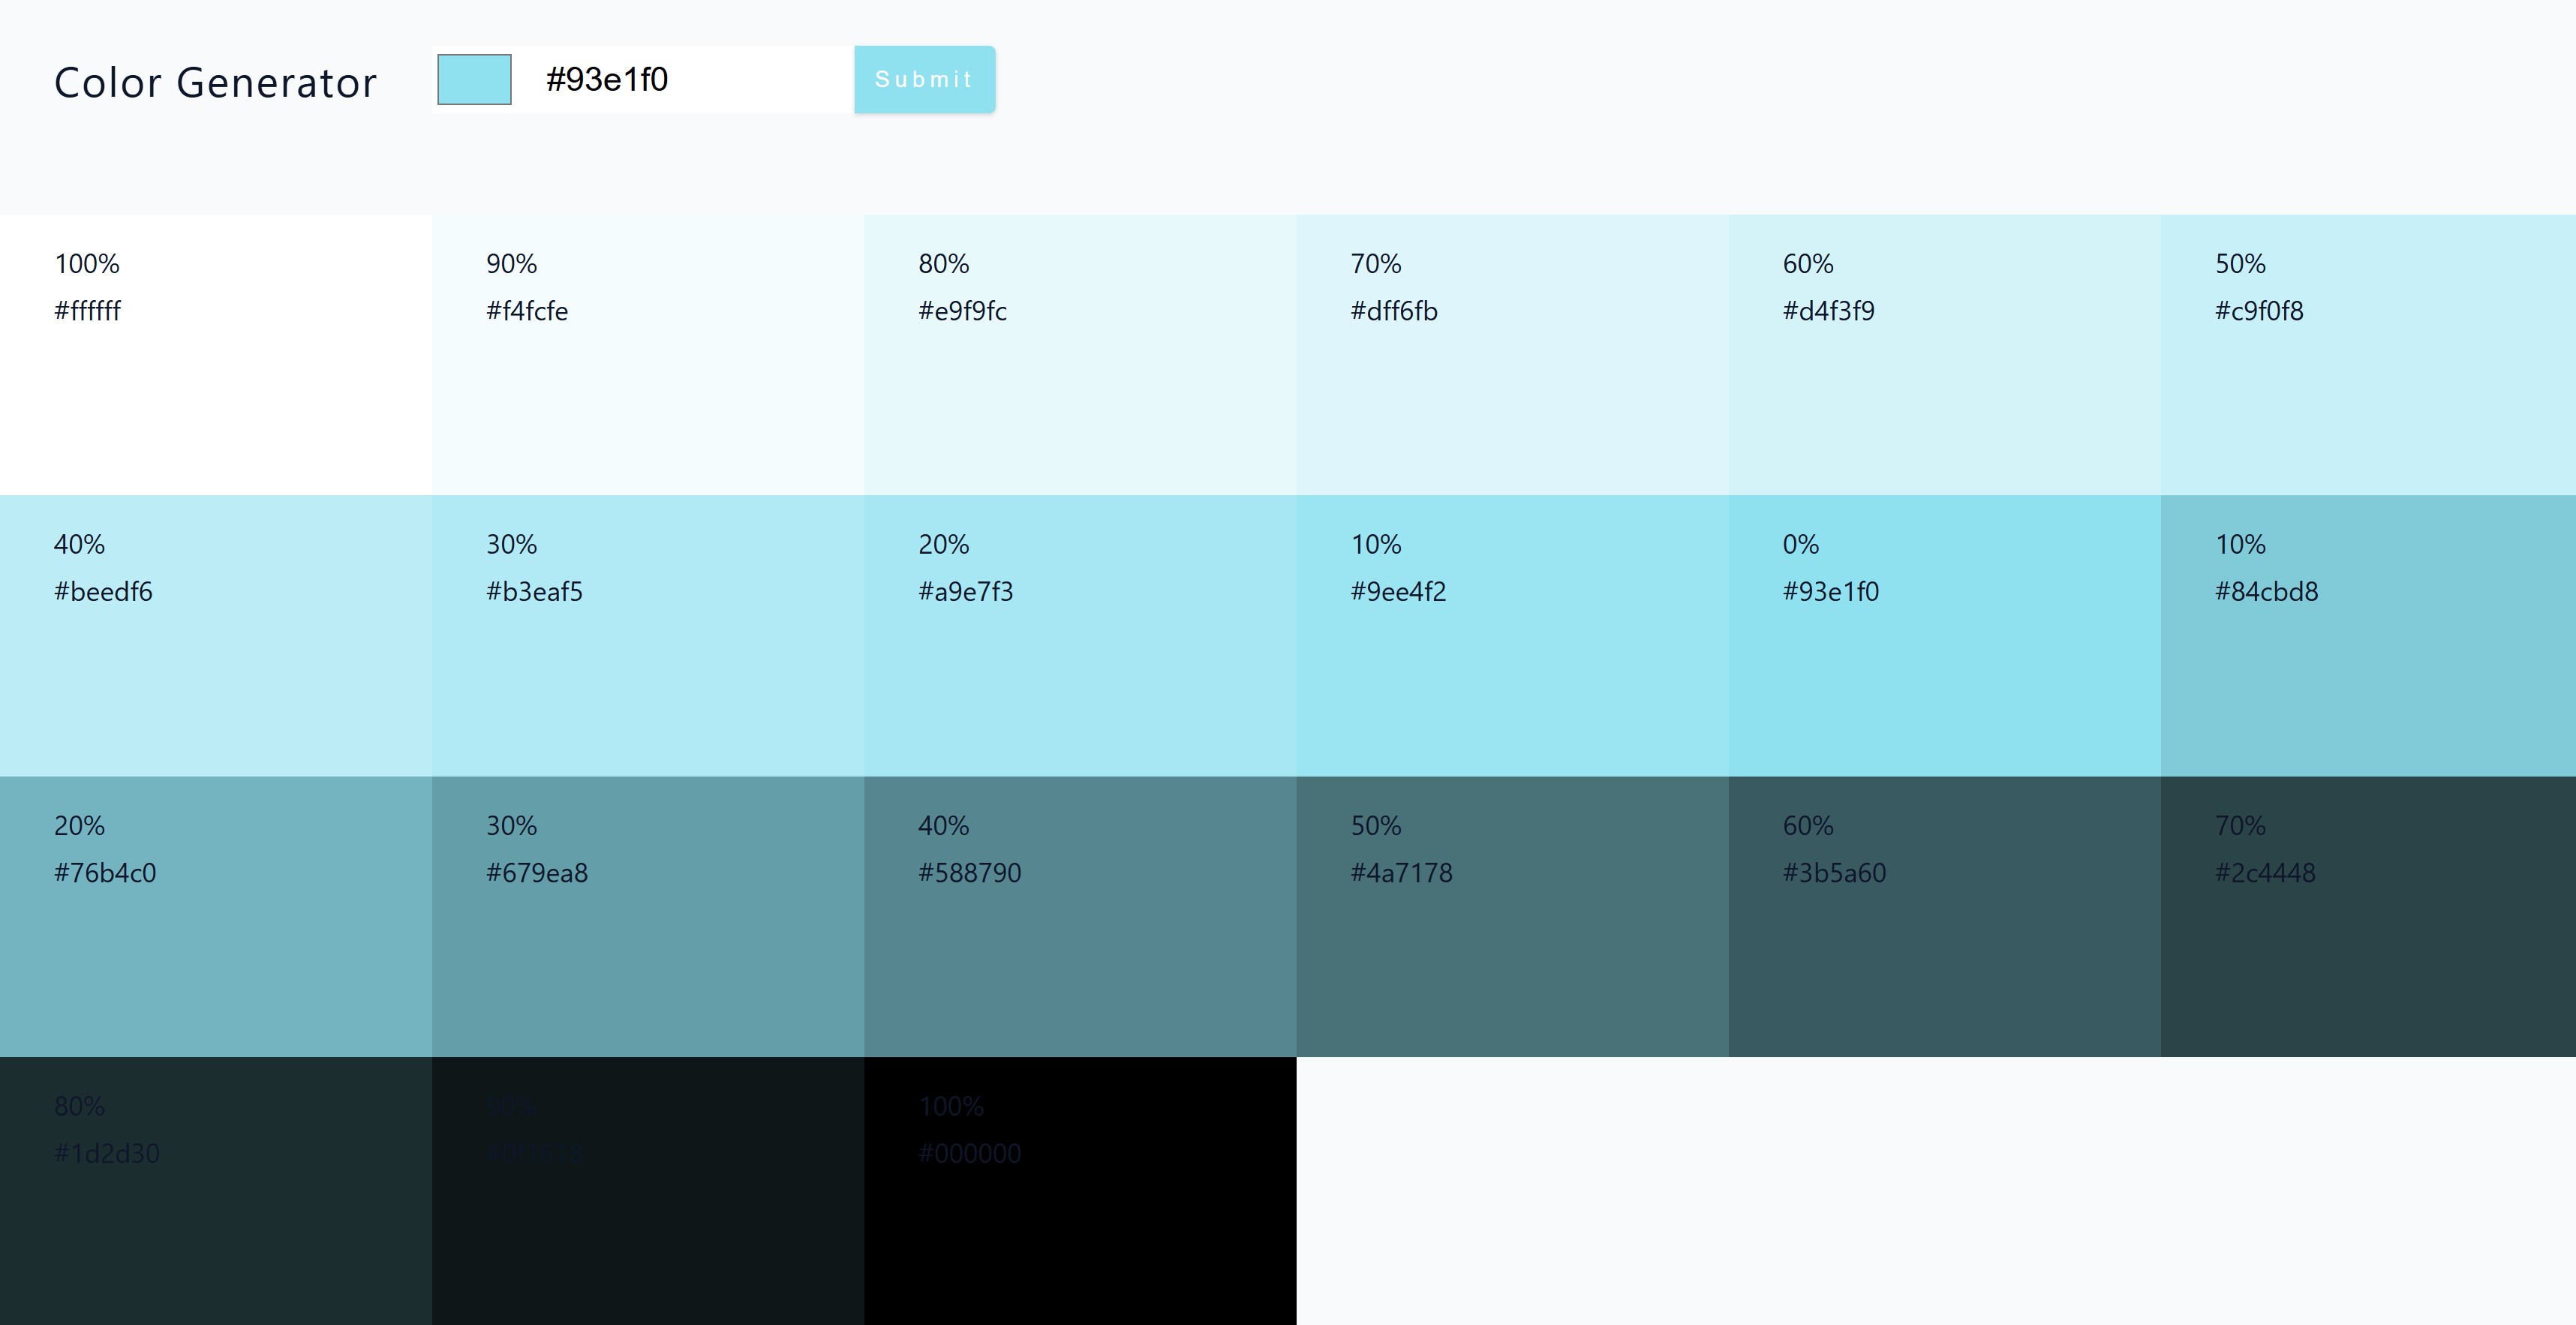 Color Generator
#93e1f0
Submit
100%
#ffffff
90%
#f4fcfe
80%
#e9f9fc
70%
#dff6fb
60%
#d4f3f9
50%
#c9f0f8
40%
#beedf6
30%
#b3eaf5
20%
#a9e7f3
10%
#9ee4f2
0%
#93e1f0
10%
#84cbd8
20%
#76b4c0
30%
#679ea8
40%
#588790
50%
#4a7178
60%
#3b5a60
70%
#2c4448
80%
#1d2d30
90%
#0f1618
100%
#000000